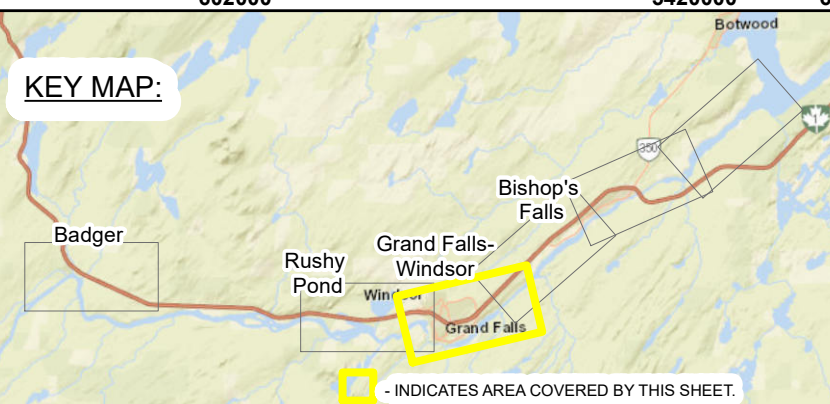 Botwood
KEY MAP:
1
350
Bishop's
Falls
Badger
Grand Falls-
Windsor
Rushy
Pond
Grand Falls
- INDICATES AREA COVERED BY THIS SHEET.